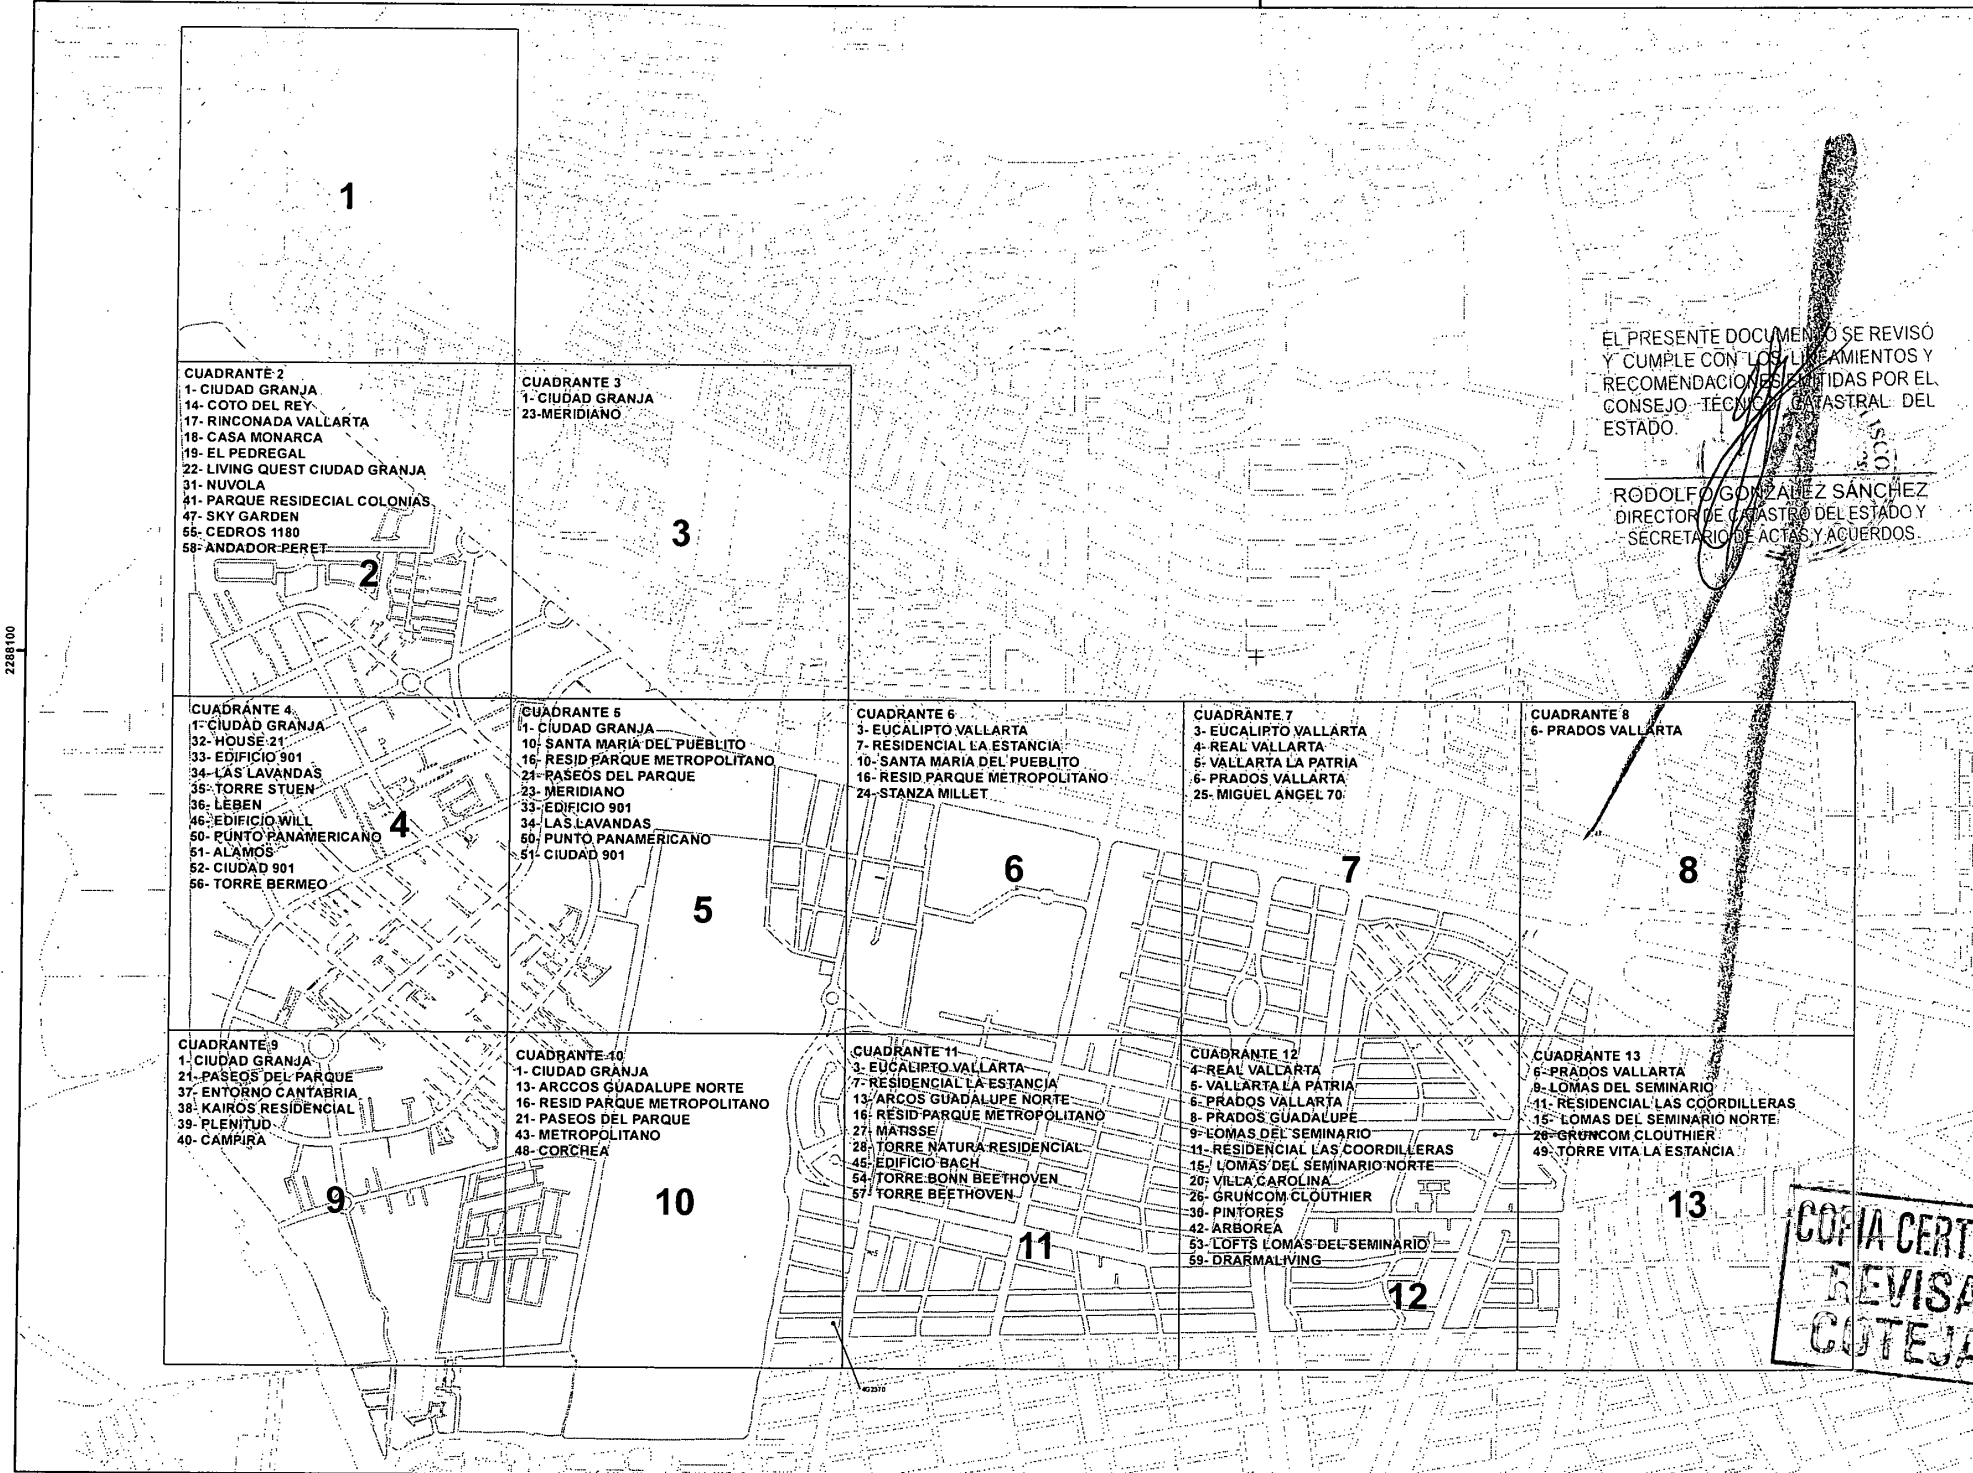 1
EL PRESENTE DOCUMENTO SE REVISÓ
Y CUMPLE CON LOS LINEAMIENTOS Y
RECOMENDACIONES EMITIDAS POR EL
CONSEJO TÉCNICO CATASTRAL DEL
ESTADO.
RODOLFO GONZÁLEZ SÁNCHEZ
DIRECTOR DE CATASTRO DEL ESTADO Y
SECRETARIO DE ACTAS Y ACUERDOS
CUADRANTE 2
1- CIUDAD GRANJA
14- COTO DEL REY
17- RINCONADA VALLARTA
18- CASA MONARCA
19- EL PEDREGAL
22- LIVING QUEST CIUDAD GRANJA
31- NUVOLA
41- PARQUE RESIDECIAL COLONIAS
47- SKY GARDEN
55- CEDROS 1180
58- ANDADOR PERET
2
CUADRANTE 3
1- CIUDAD GRANJA
23-MERIDIANO
3
2288100
CUADRANTE 4
1- CIUDAD GRANJA
32- HOUSE 21
33- EDIFICIO 901
34- LAS LAVANDAS
35- TORRE STUEN
36- LEBEN
46- EDIFICIO WILL
50- PUNTO PANAMERICANO
51- ALAMOS
52- CIUDAD 901
56- TORRE BERMEO
4
CUADRANTE 5
1- CIUDAD GRANJA
10- SANTA MARIA DEL PUEBLITO
16- RESID PARQUE METROPOLITANO
21- PASEOS DEL PARQUE
23- MERIDIANO
33- EDIFICIO 901
34- LAS LAVANDAS
50- PUNTO PANAMERICANO
51- CIUDAD 901
5
CUADRANTE 6
3- EUCALIPTO VALLARTA
7- RESIDENCIAL LA ESTANCIA
10- SANTA MARIA DEL PUEBLITO
16- RESID PARQUE METROPOLITANO
24- STANZA MILLET
6
CUADRANTE 7
3- EUCALIPTO VALLARTA
4- REAL VALLARTA
5- VALLARTA LA PATRIA
6- PRADOS VALLARTA
25- MIGUEL ANGEL 70
7
CUADRANTE 8
6- PRADOS VALLARTA
8
CUADRANTE 9
1- CIUDAD GRANJA
21- PASEOS DEL PARQUE
37- ENTORNO CANTABRIA
38- KAIROS RESIDENCIAL
39- PLENITUD
40- CAMPIRA
9
CUADRANTE 10
1- CIUDAD GRANJA
13- ARCCOS GUADALUPE NORTE
16- RESID PARQUE METROPOLITANO
21- PASEOS DEL PARQUE
43- METROPOLITANO
48- CORCHEA
10
CUADRANTE 11
3- EUCALIPTO VALLARTA
7- RESIDENCIAL LA ESTANCIA
13- ARCOS GUADALUPE NORTE
16- RESID PARQUE METROPOLITANO
27- MATISSE
28- TORRE NATURA RESIDENCIAL
45- EDIFICIO BACH
54- TORRE BONN BEETHOVEN
57- TORRE BEETHOVEN
11
CUADRANTE 12
4- REAL VALLARTA
5- VALLARTA LA PATRIA
6- PRADOS VALLARTA
8- PRADOS GUADALUPE
9- LOMAS DEL SEMINARIO
11- RESIDENCIAL LAS COORDILLERAS
15- LOMAS DEL SEMINARIO NORTE
20- VILLA CAROLINA
26- GRUNCOM CLOUTHIER
30- PINTORES
42- ARBOREA
53- LOFTS LOMAS DEL SEMINARIO
59- DRARMALIVING
12
CUADRANTE 13
6- PRADOS VALLARTA
9- LOMAS DEL SEMINARIO
11- RESIDENCIAL LAS COORDILLERAS
15- LOMAS DEL SEMINARIO NORTE
26- GRUNCOM CLOUTHIER
49- TORRE VITA LA ESTANCIA
13
COPIA CERT
REVISA
COTEJA